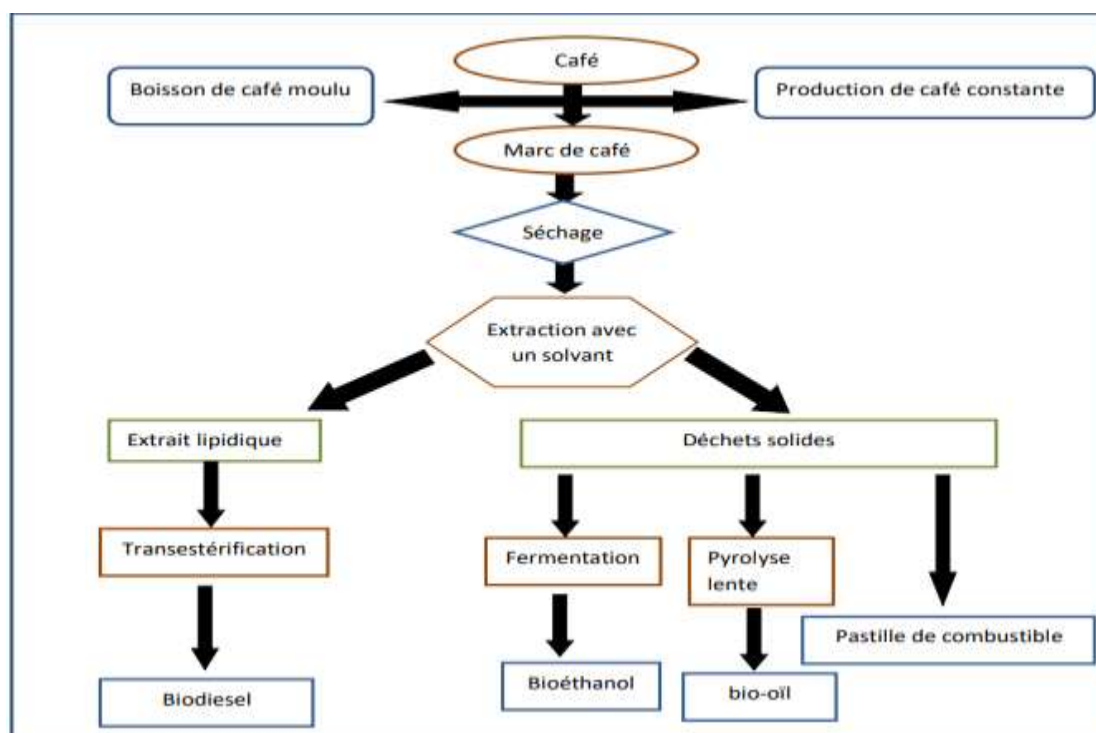 Café
Boisson de café moulu
Production de café constante
Marc de café
Séchage
Extraction avec
un solvant
Extrait lipidique
Déchets solides
Transestérification
Fermentation
Pyrolyse
lente
Pastille de combustible
Biodiesel
Bioéthanol
bio-oïl